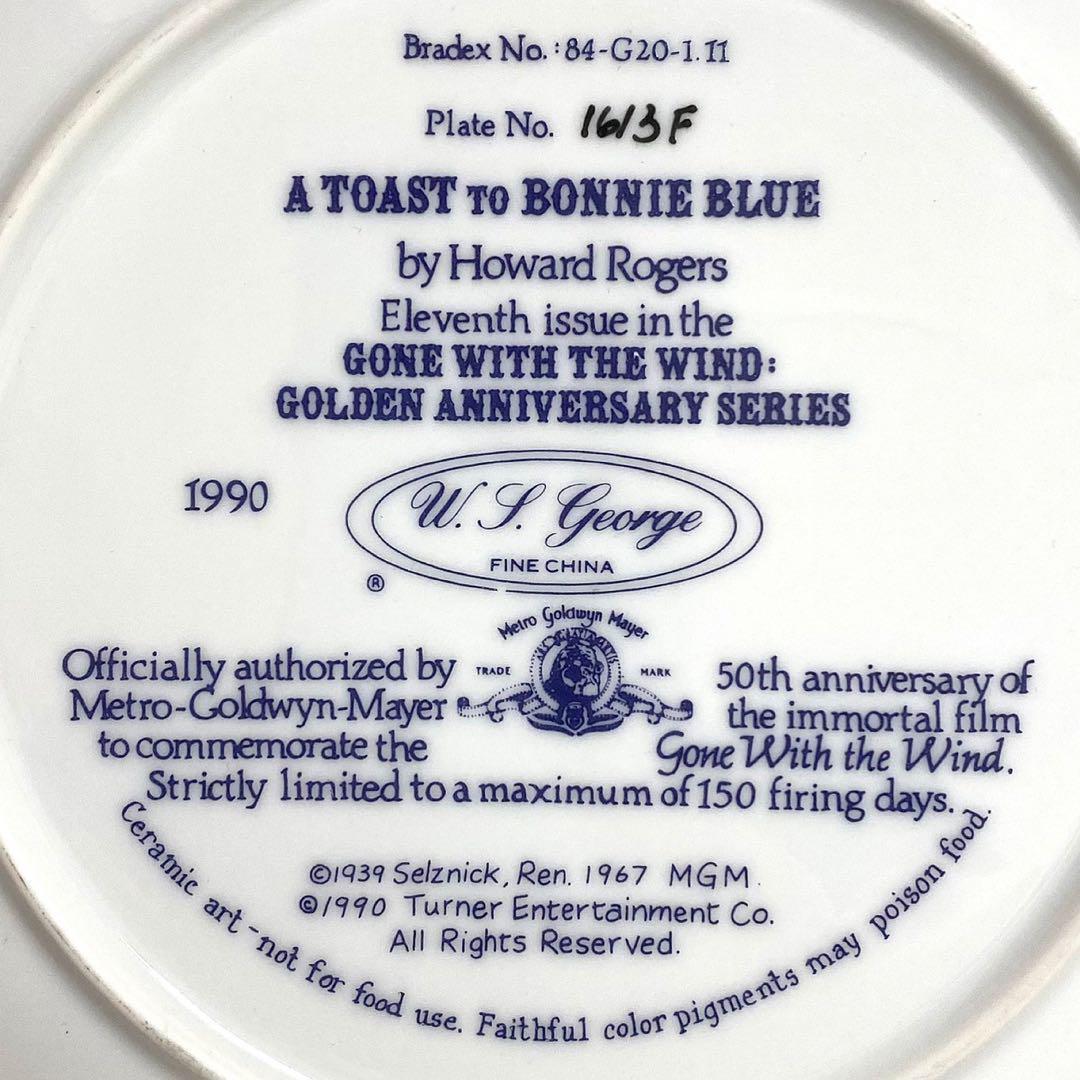 Bradex No.:84-G20-1.11
Plate No. 1613F
A TOAST TO BONNIE BLUE
by Howard Rogers
Eleventh issue in the
GONE WITH THE WIND:
GOLDEN ANNIVERSARY SERIES
1990
W. S. George
FINE CHINA
®
Metro Goldwyn Mayer
TRADE MARK
Officially authorized by
Metro-Goldwyn-Mayer
to commemorate the
50th anniversary of
the immortal film
Gone With the Wind.
Strictly limited to a maximum of 150 firing days.
©1939 Selznick, Ren. 1967 MGM.
©1990 Turner Entertainment Co.
All Rights Reserved.
Ceramic art-not for food use. Faithful color pigments may poison food.